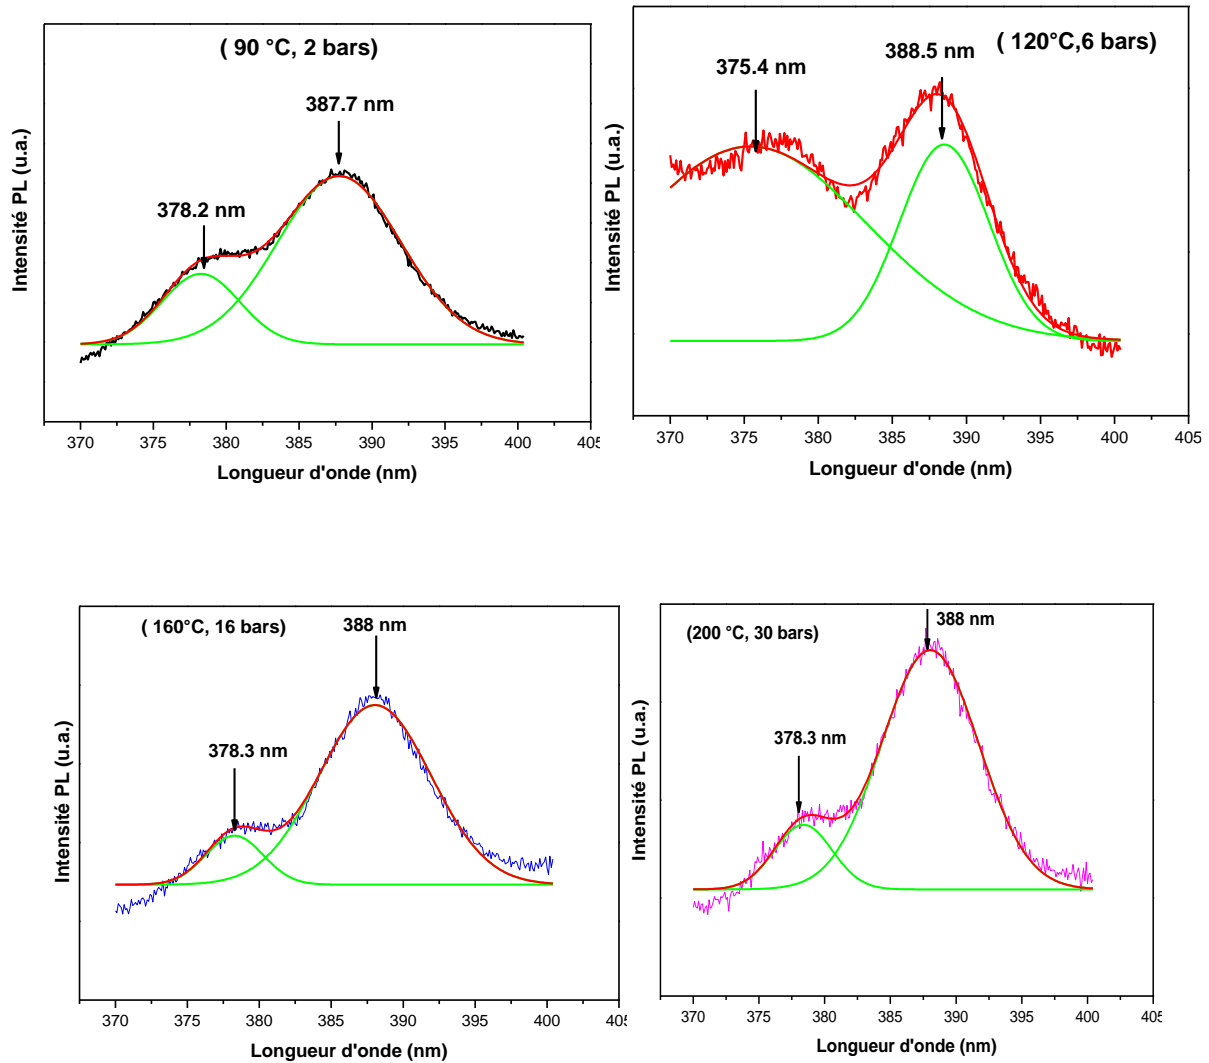 ( 90 °C, 2 bars)
387.7 nm
378.2 nm
Intensité PL (u.a.)
370 375 380 385 390 395 400 405
Longueur d'onde (nm)
( 120°C,6 bars)
388.5 nm
375.4 nm
Intensité PL (u.a.)
370 375 380 385 390 395 400 405
Longueur d'onde (nm)
( 160°C, 16 bars)
388 nm
378.3 nm
Intensité PL (u.a.)
370 375 380 385 390 395 400 405
Longueur d'onde (nm)
(200 °C, 30 bars)
388 nm
378.3 nm
Intensité PL (u.a.)
370 375 380 385 390 395 400 405
Longueur d'onde (nm)